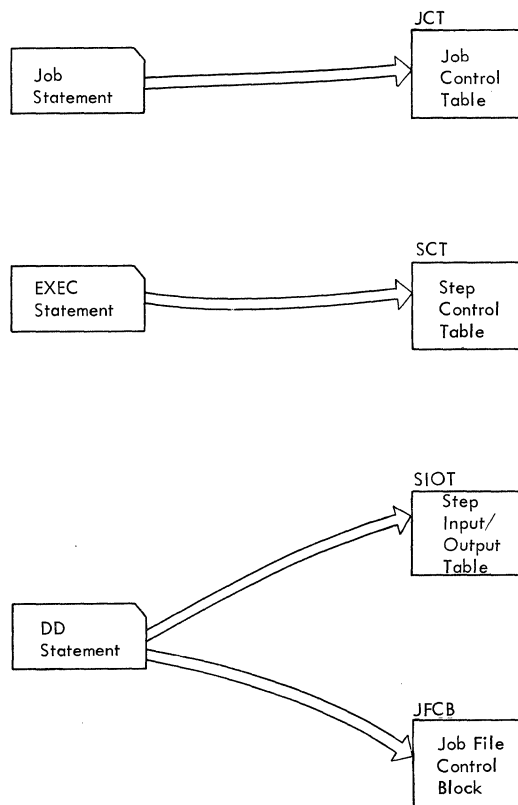 JCT
Job
Statement
Job
Control
Table
SCT
EXEC
Statement
Step
Control
Table
SIOT
Step
Input/
Output
Table
DD
Statement
JFCB
Job File
Control
Block